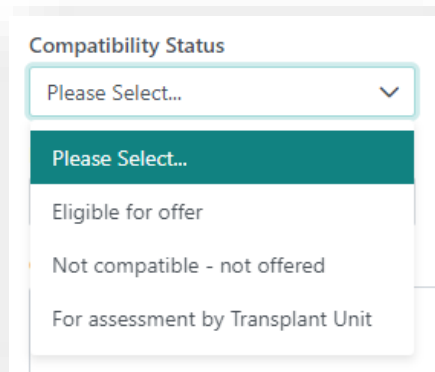 Compatibility Status
Please Select...
Please Select...
Eligible for offer
Not compatible - not offered
For assessment by Transplant Unit